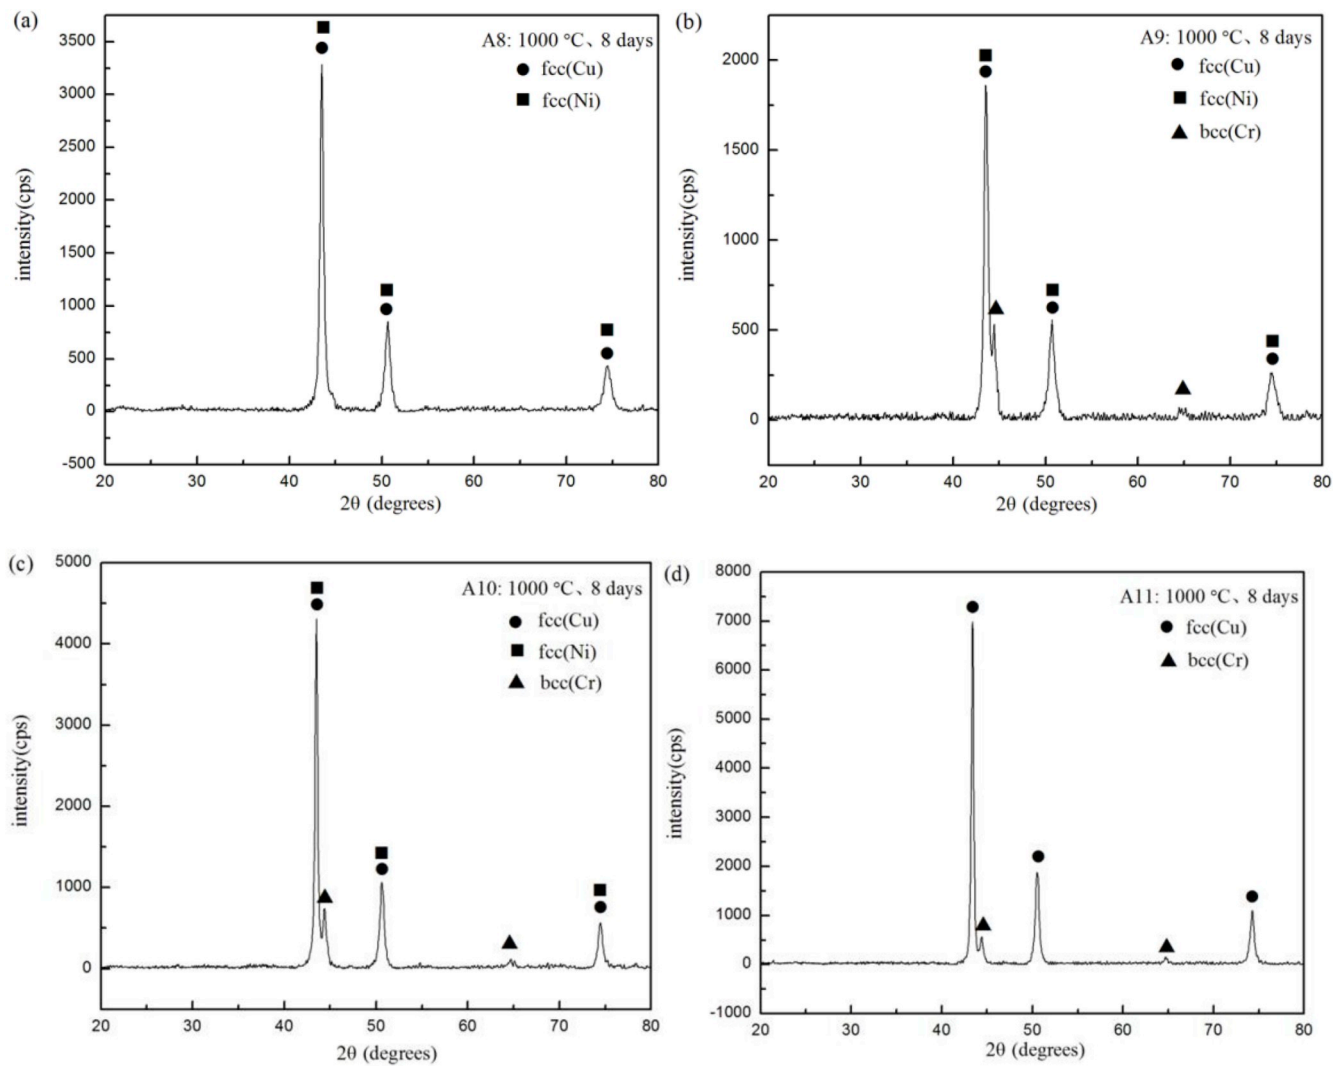 (a)
3500
3000
2500
2000
1500
1000
500
0
-500
intensity(cps)
A8: 1000 °C、8 days
● fcc(Cu)
■ fcc(Ni)
20 30 40 50 60 70 80
2θ (degrees)
(b)
2000
1500
1000
500
0
intensity(cps)
A9: 1000 °C、8 days
● fcc(Cu)
■ fcc(Ni)
▲ bcc(Cr)
20 30 40 50 60 70 80
2θ (degrees)
(c)
5000
4000
3000
2000
1000
0
intensity(cps)
A10: 1000 °C、8 days
● fcc(Cu)
■ fcc(Ni)
▲ bcc(Cr)
20 30 40 50 60 70 80
2θ (degrees)
(d)
8000
7000
6000
5000
4000
3000
2000
1000
0
-1000
intensity(cps)
A11: 1000 °C、8 days
● fcc(Cu)
▲ bcc(Cr)
20 30 40 50 60 70 80
2θ (degrees)